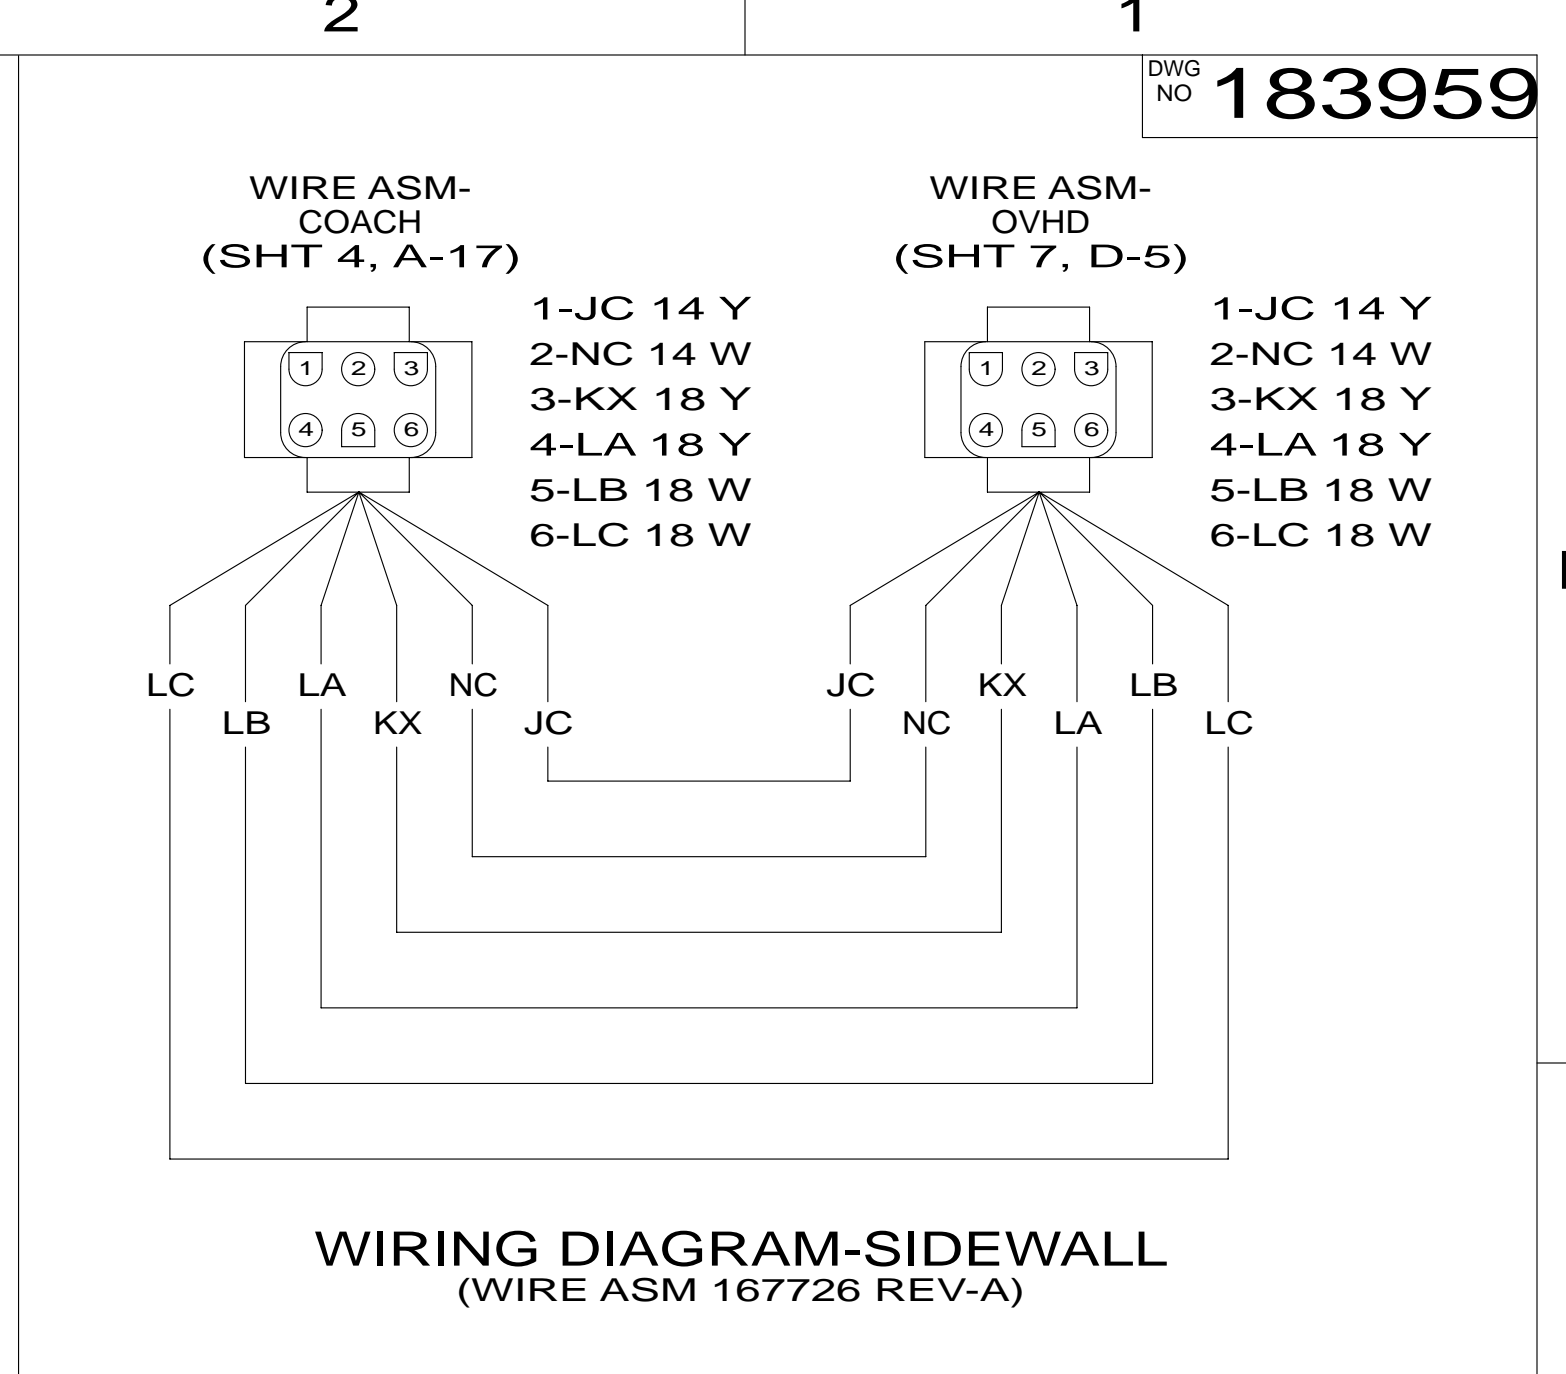 2
1
DWG
NO
183959
WIRE ASM-
COACH
(SHT 4, A-17)
1-JC 14 Y
2-NC 14 W
3-KX 18 Y
4-LA 18 Y
5-LB 18 W
6-LC 18 W
1 2 3
4 5 6
WIRE ASM-
OVHD
(SHT 7, D-5)
1-JC 14 Y
2-NC 14 W
3-KX 18 Y
4-LA 18 Y
5-LB 18 W
6-LC 18 W
1 2 3
4 5 6
LC LA NC JC KX LB
LB KX JC NC LA LC
WIRING DIAGRAM-SIDEWALL
(WIRE ASM 167726 REV-A)